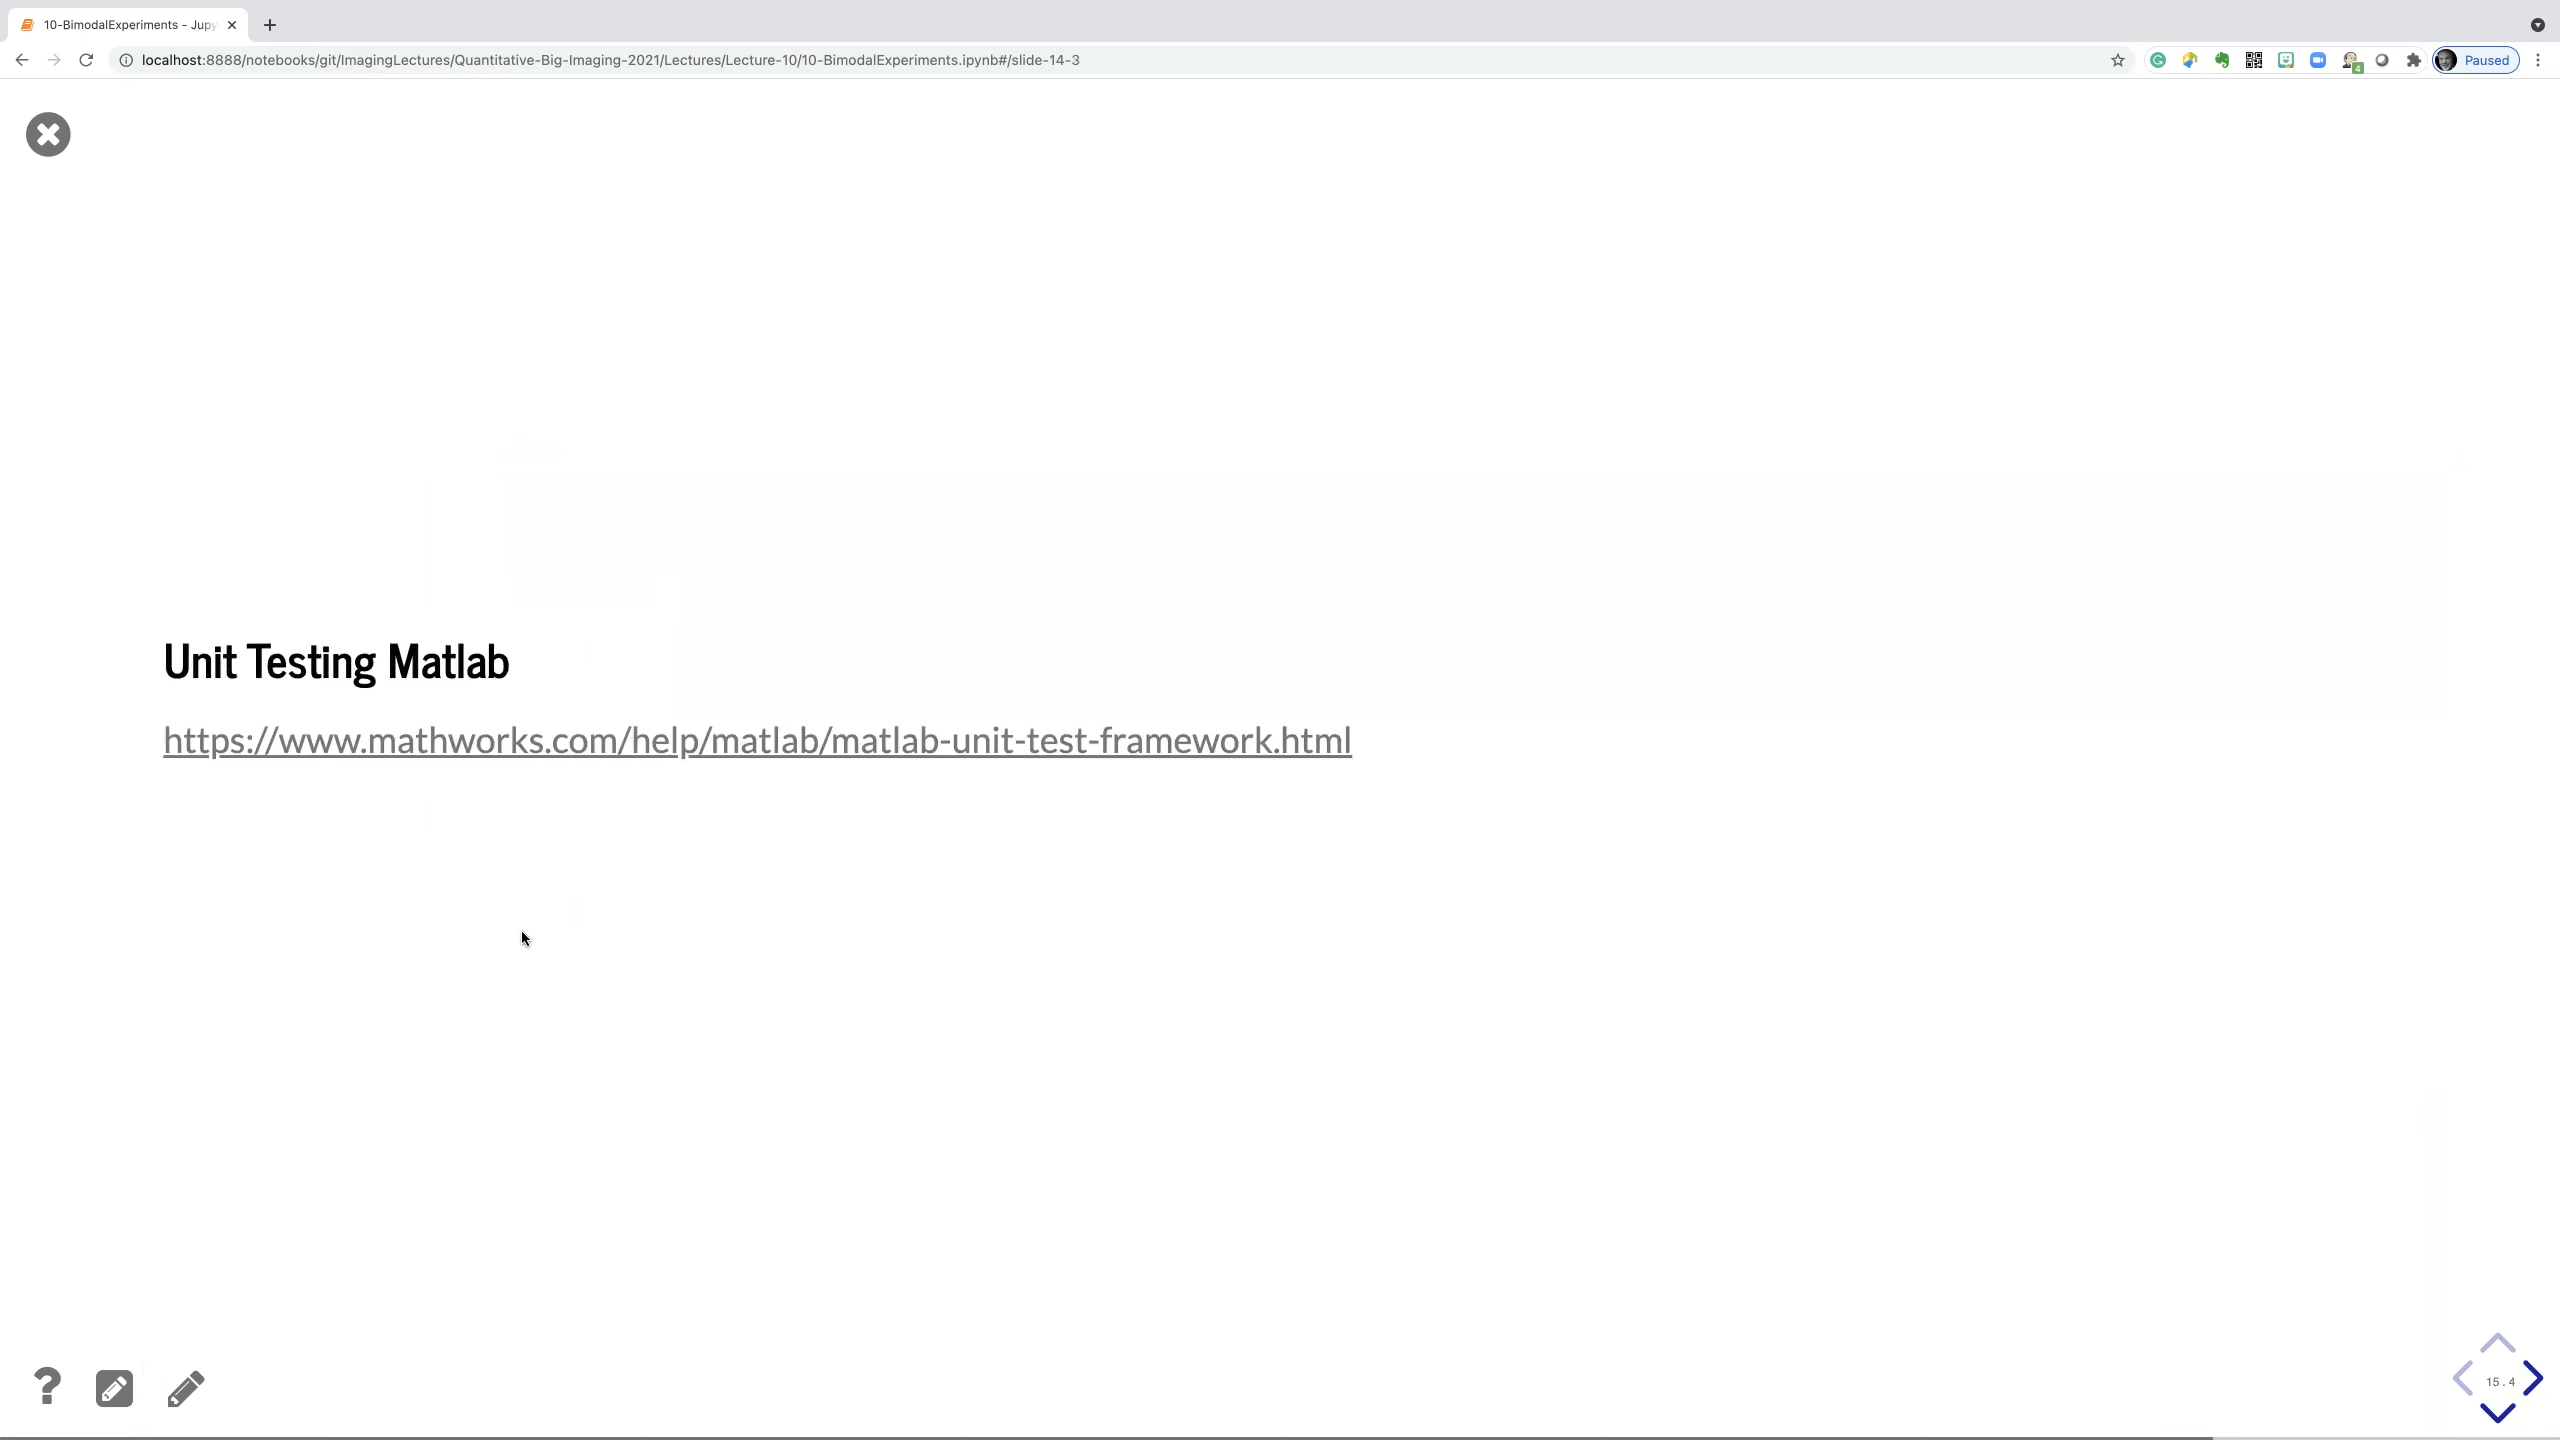 10-BimodalExperiments - Jupy
localhost:8888/notebooks/git/ImagingLectures/Quantitative-Big-Imaging-2021/Lectures/Lecture-10/10-BimodalExperiments.ipynb#/slide-14-3
4
Paused
Unit Testing Matlab
https://www.mathworks.com/help/matlab/matlab-unit-test-framework.html
?
15.4